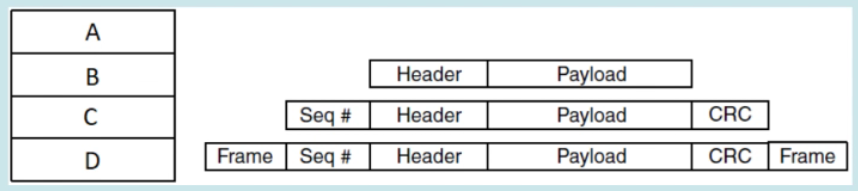 A
B Header Payload
C Seq # Header Payload CRC
D Frame Seq # Header Payload CRC Frame